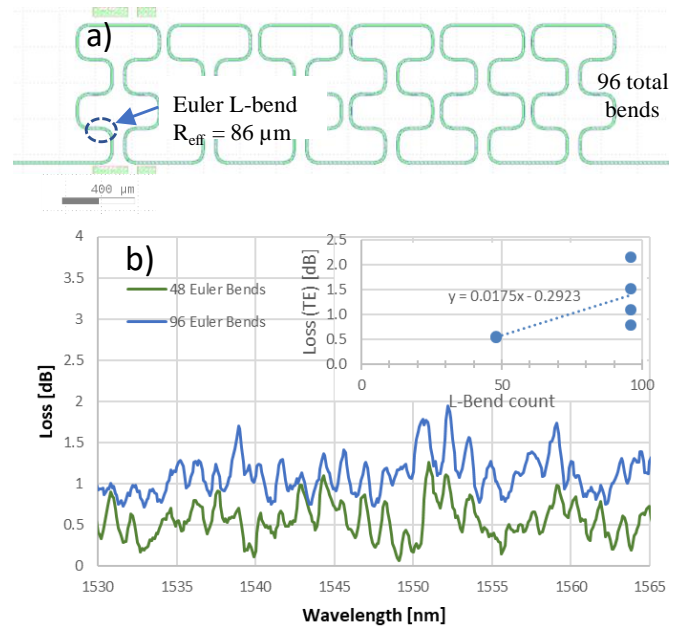 a)
Euler L-bend
R_eff = 86 µm
96 total
bends
400 µm
b)
48 Euler Bends
96 Euler Bends
Loss [dB]
4
3.5
3
2.5
2
1.5
1
0.5
0
1530 1535 1540 1545 1550 1555 1560 1565
Wavelength [nm]
Loss (TE) [dB]
2.5
2.0
1.5
1.0
0.5
0.0
y = 0.0175x - 0.2923
0 50 100
L-Bend count